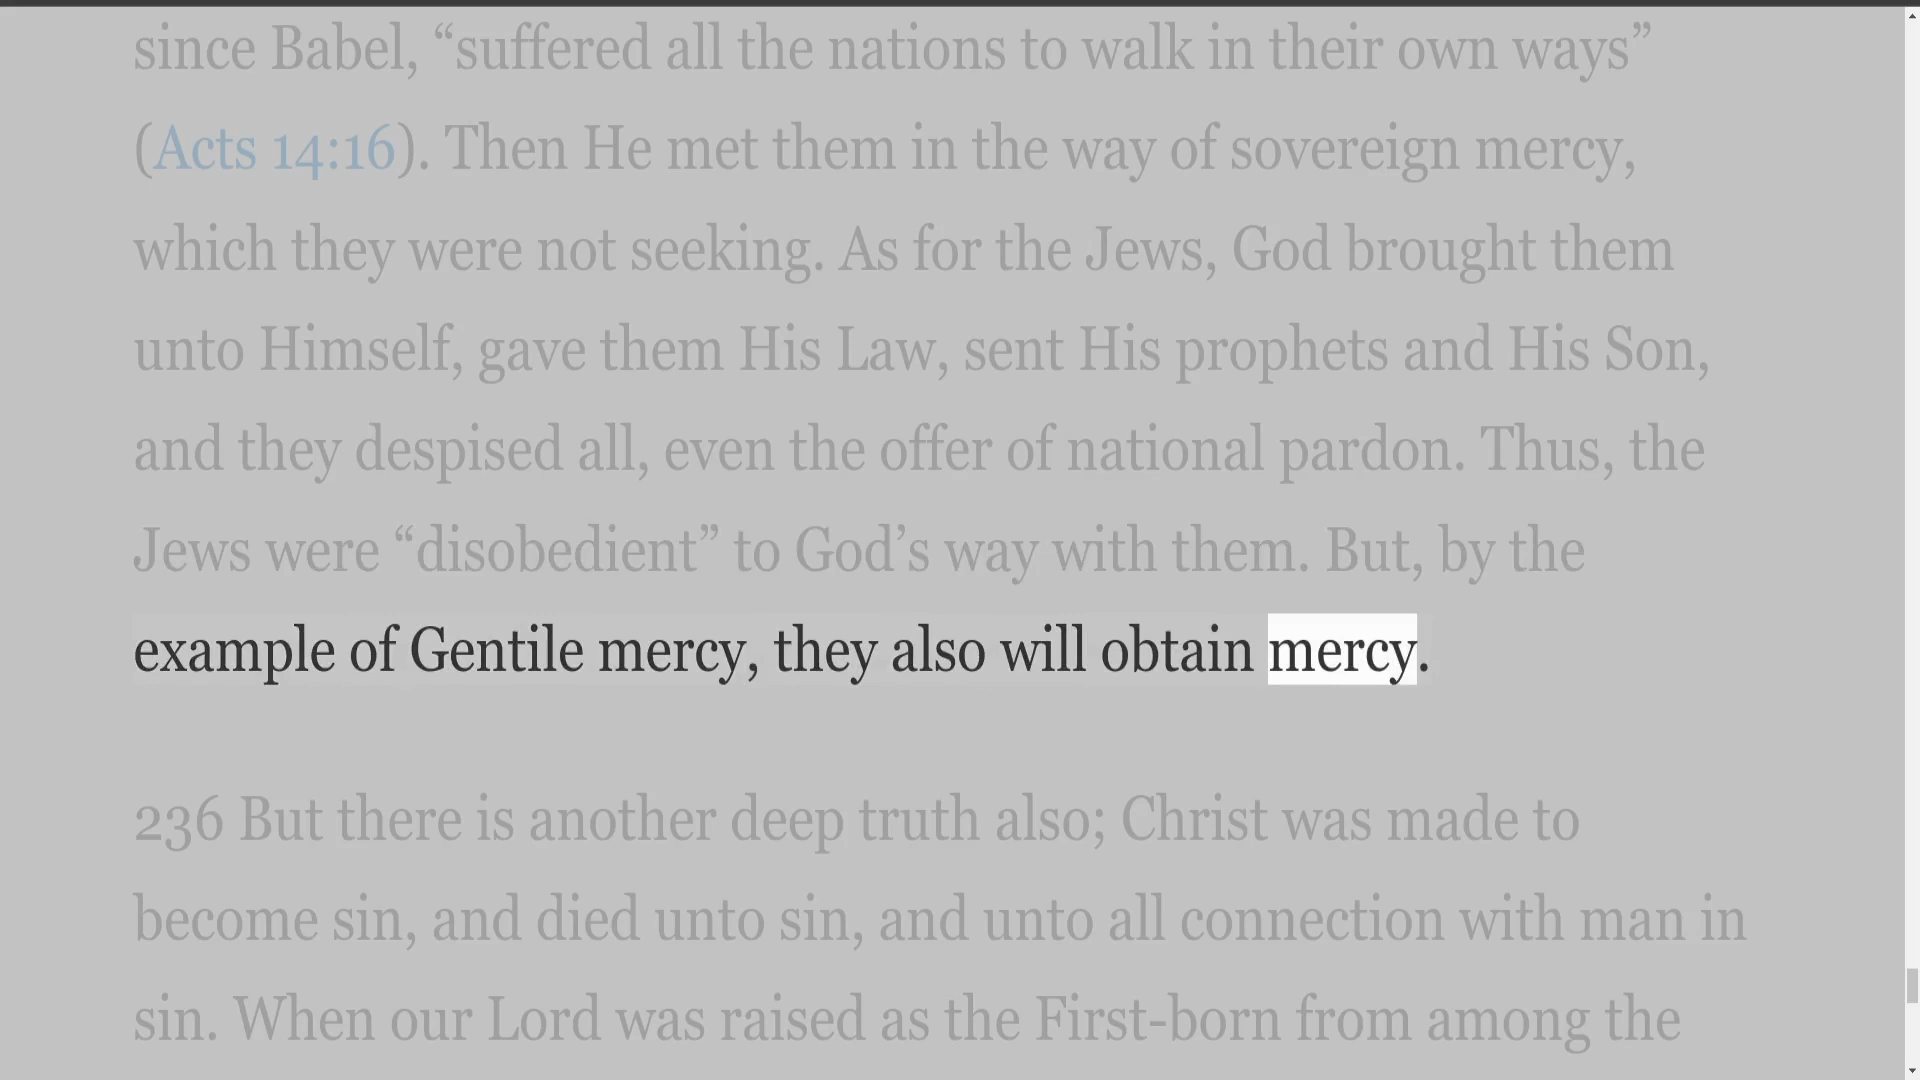 since Babel, “suffered all the nations to walk in their own ways”
(Acts 14:16). Then He met them in the way of sovereign mercy,
which they were not seeking. As for the Jews, God brought them
unto Himself, gave them His Law, sent His prophets and His Son,
and they despised all, even the offer of national pardon. Thus, the
Jews were “disobedient” to God’s way with them. But, by the
example of Gentile mercy, they also will obtain mercy.
236 But there is another deep truth also; Christ was made to
become sin, and died unto sin, and unto all connection with man in
sin. When our Lord was raised as the First-born from among the